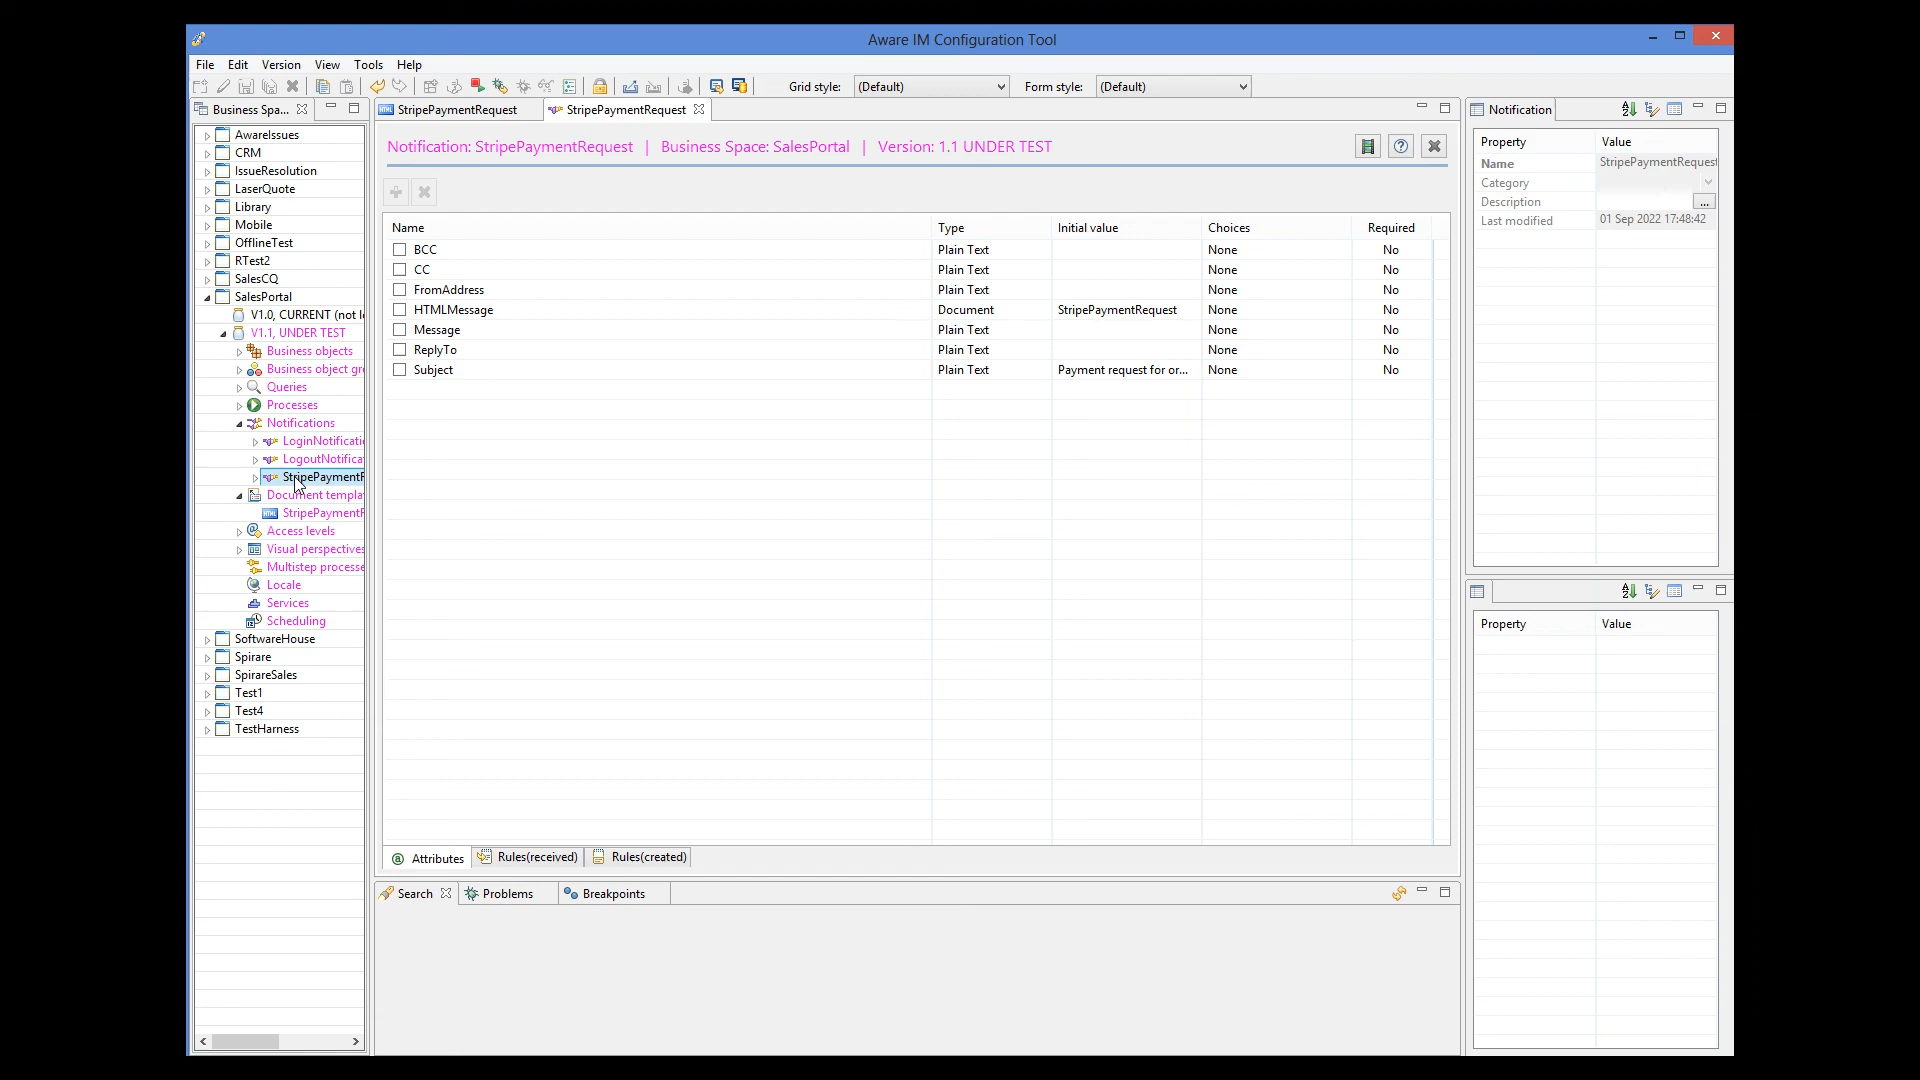 Aware IM Configuration Tool
File Edit Version View Tools Help
Grid style: (Default) Form style: (Default)
Business Spa...
AwareIssues
CRM
IssueResolution
LaserQuote
Library
Mobile
OfflineTest
RTest2
SalesCQ
SalesPortal
V1.0, CURRENT (not l
V1.1, UNDER TEST
Business objects
Business object gr
Queries
Processes
Notifications
LoginNotificati
LogoutNotifica
StripePaymentF
Document templa
StripePaymentF
Access levels
Visual perspectives
Multistep processe
Locale
Services
Scheduling
SoftwareHouse
Spirare
SpirareSales
Test1
Test4
TestHarness
StripePaymentRequest StripePaymentRequest
Notification: StripePaymentRequest | Business Space: SalesPortal | Version: 1.1 UNDER TEST
Name Type Initial value Choices Required
BCC Plain Text None No
CC Plain Text None No
FromAddress Plain Text None No
HTMLMessage Document StripePaymentRequest None No
Message Plain Text None No
ReplyTo Plain Text None No
Subject Plain Text Payment request for or... None No
Attributes Rules(received) Rules(created)
Search Problems Breakpoints
Notification
Property Value
Name StripePaymentRequest
Category
Description ...
Last modified 01 Sep 2022 17:48:42
Property Value